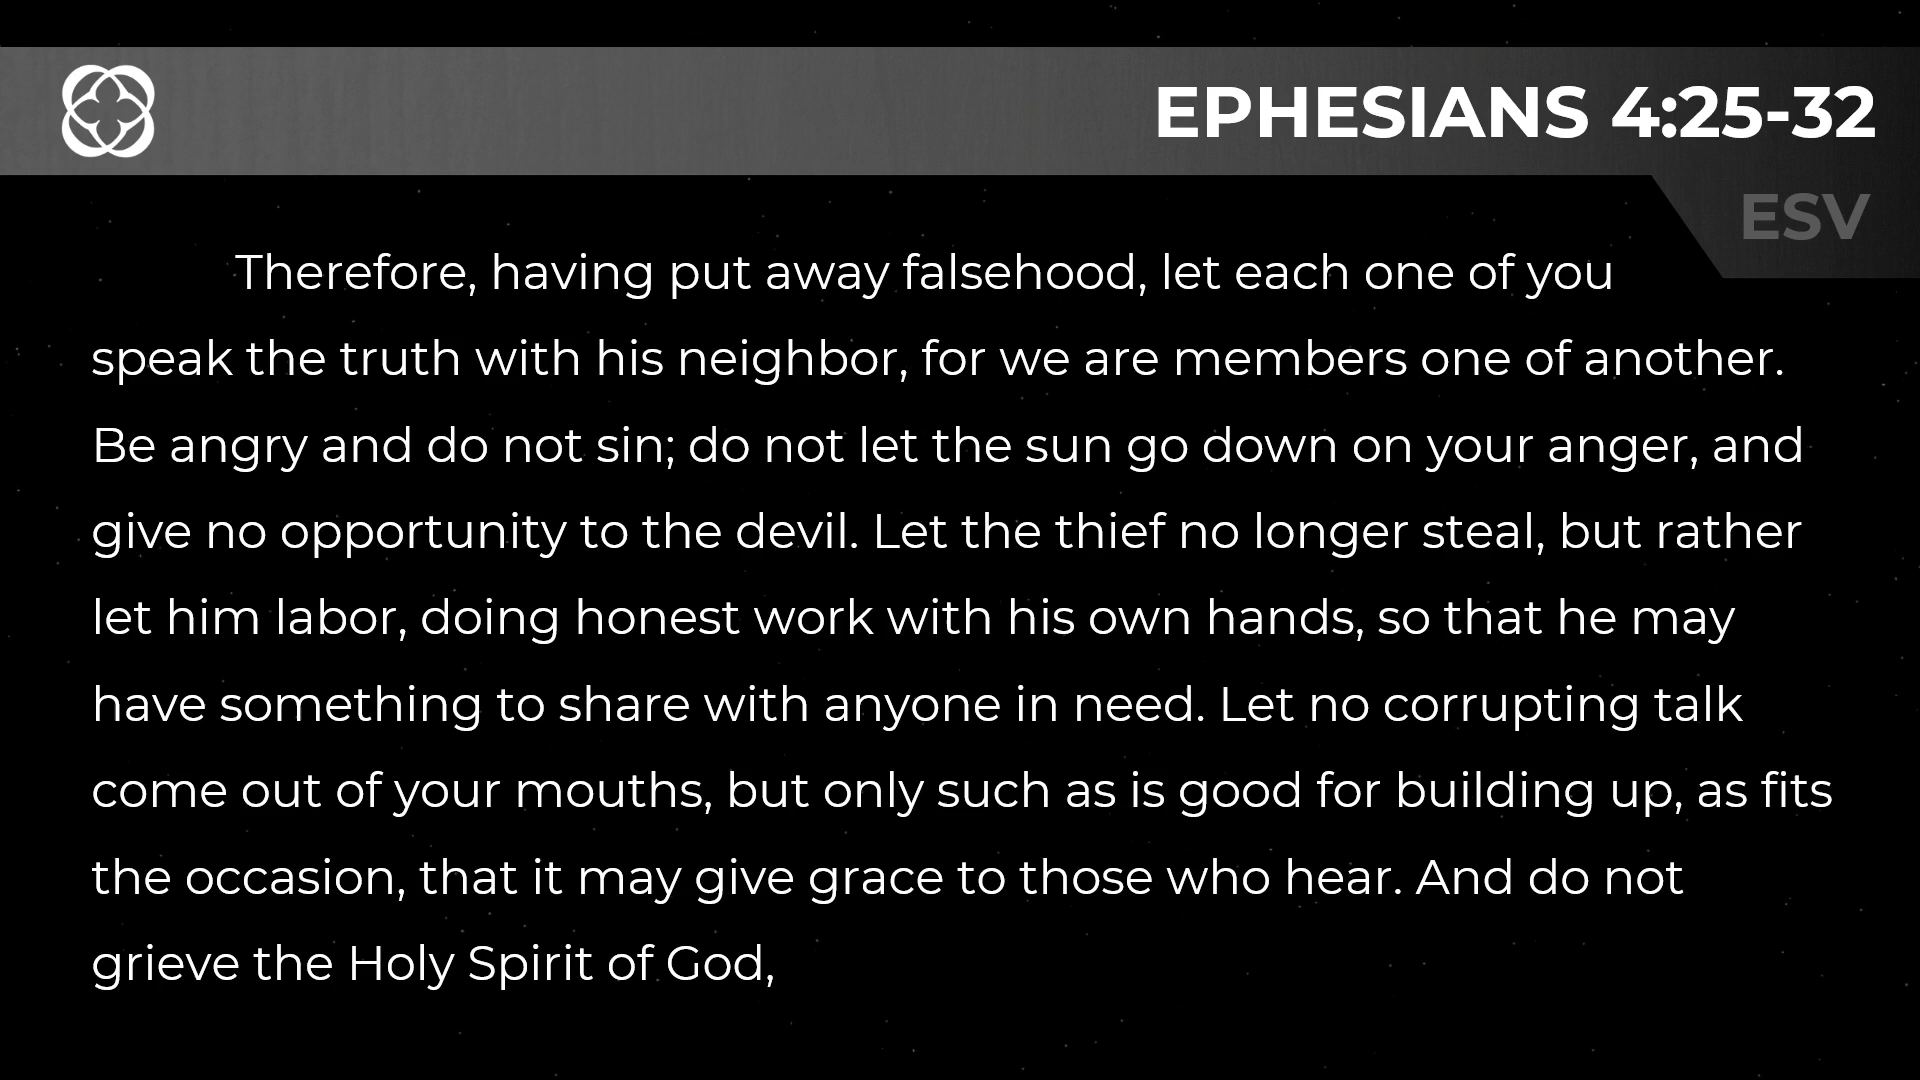 EPHESIANS 4:25-32
ESV
Therefore, having put away falsehood, let each one of you
speak the truth with his neighbor, for we are members one of another.
Be angry and do not sin; do not let the sun go down on your anger, and
give no opportunity to the devil. Let the thief no longer steal, but rather
let him labor, doing honest work with his own hands, so that he may
have something to share with anyone in need. Let no corrupting talk
come out of your mouths, but only such as is good for building up, as fits
the occasion, that it may give grace to those who hear. And do not
grieve the Holy Spirit of God,